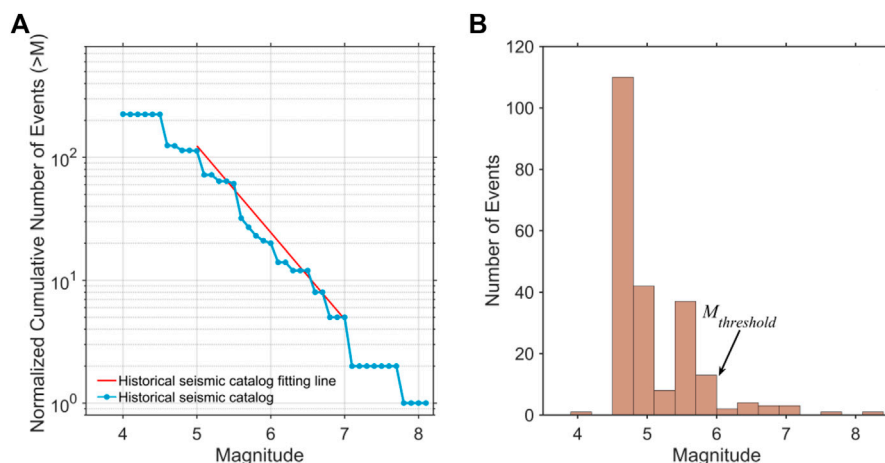 A
Normalized Cumulative Number of Events (>M)
10^2
10^1
10^0
Historical seismic catalog fitting line
Historical seismic catalog
4 5 6 7 8
Magnitude
B
Number of Events
120
100
80
60
40
20
0
M_threshold
4 5 6 7 8
Magnitude